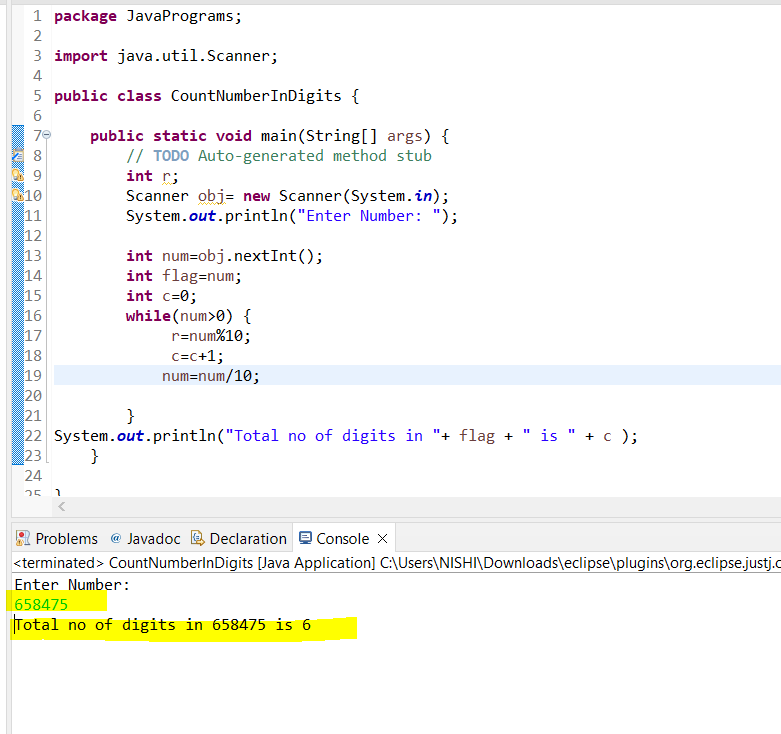 1 package JavaPrograms;
2
3 import java.util.Scanner;
4
5 public class CountNumberInDigits {
6
7 public static void main(String[] args) {
8 // TODO Auto-generated method stub
9 int r;
10 Scanner obj= new Scanner(System.in);
11 System.out.println("Enter Number: ");
12
13 int num=obj.nextInt();
14 int flag=num;
15 int c=0;
16 while(num>0) {
17 r=num%10;
18 c=c+1;
19 num=num/10;
20
21 }
22 System.out.println("Total no of digits in "+ flag + " is " + c );
23 }
24
25 }
Problems @ Javadoc Declaration Console
<terminated> CountNumberInDigits [Java Application] C:\Users\NISHI\Downloads\eclipse\plugins\org.eclipse.justj.o
Enter Number:
658475
Total no of digits in 658475 is 6